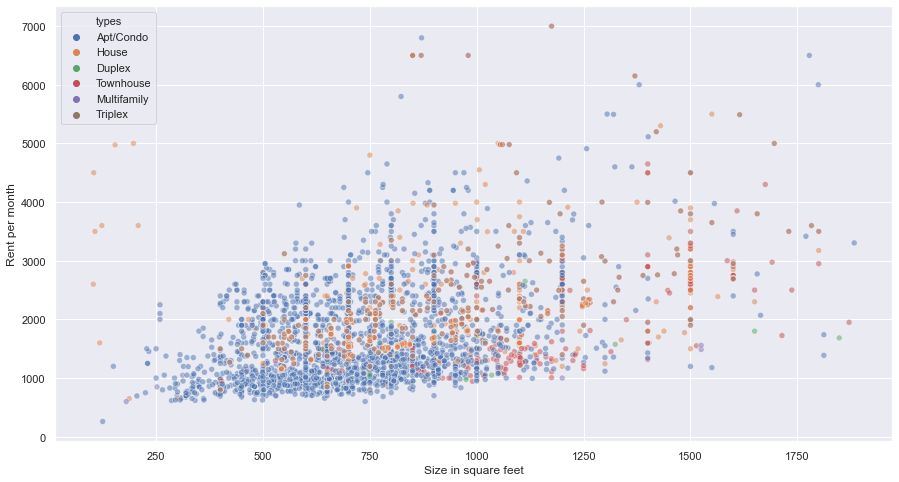 types
Apt/Condo
House
Duplex
Townhouse
Multifamily
Triplex
7000
6000
5000
4000
3000
2000
1000
0
Rent per month
250
500
750
1000
1250
1500
1750
Size in square feet